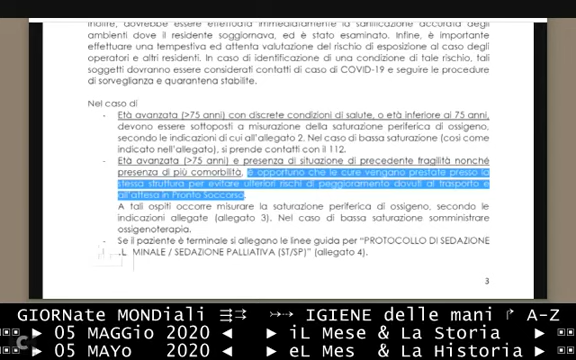 inoltre, dovrebbe essere effettuata immediatamente la sanificazione accurata degli
ambienti dove il residente soggiornava, ed è stato esaminato. Infine, è importante
effettuare una tempestiva ed attenta valutazione del rischio di esposizione al caso degli
operatori e altri residenti. In caso di identificazione di una condizione di tale rischio, tali
soggetti dovranno essere considerati contatti di caso di COVID-19 e seguire le procedure
di sorveglianza e quarantena stabilite.
Nel caso di
- Età avanzata (>75 anni) con discrete condizioni di salute, o età inferiore ai 75 anni,
devono essere sottoposti a misurazione della saturazione periferica di ossigeno,
secondo le indicazioni di cui all'allegato 2. Nel caso di bassa saturazione (così come
indicato nell'allegato), si prende contatti con il 112.
- Età avanzata (>75 anni) e presenza di situazione di precedente fragilità nonché
presenza di più comorbilità, è opportuno che le cure vengano prestate presso la
stessa struttura per evitare ulteriori rischi di peggioramento dovuti al trasporto e
all'attesa in Pronto Soccorso.
A tali ospiti occorre misurare la saturazione periferica di ossigeno, secondo le
indicazioni allegate (allegato 3). Nel caso di bassa saturazione somministrare
ossigenoterapia.
- Se il paziente è terminale si allegano le linee guida per "PROTOCOLLO DI SEDAZIONE
MINALE / SEDAZIONE PALLIATIVA (ST/SP)" (allegato 4).
3
GIORNate MONDiali ⇶ ⤐ IGIENE delle mani ↱ A-Z
▶ 05 MAGGio 2020 ◀ ▶ iL Mese & La Storia ◀
▶ 05 MAYo 2020 ◀ ▶ eL Mes & La Historia ◀